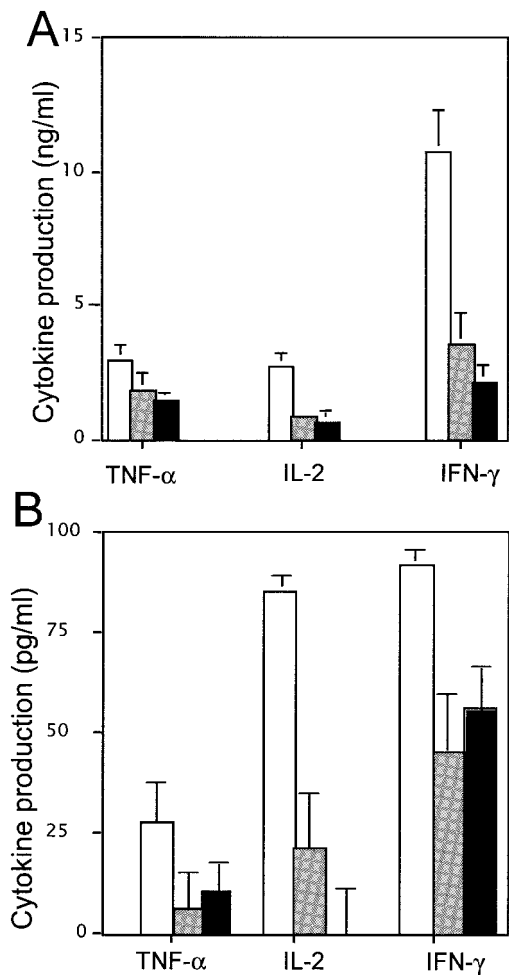 A
Cytokine production (ng/ml)
15
10
5
0
TNF-α IL-2 IFN-γ
B
Cytokine production (pg/ml)
100
75
50
25
0
TNF-α IL-2 IFN-γ